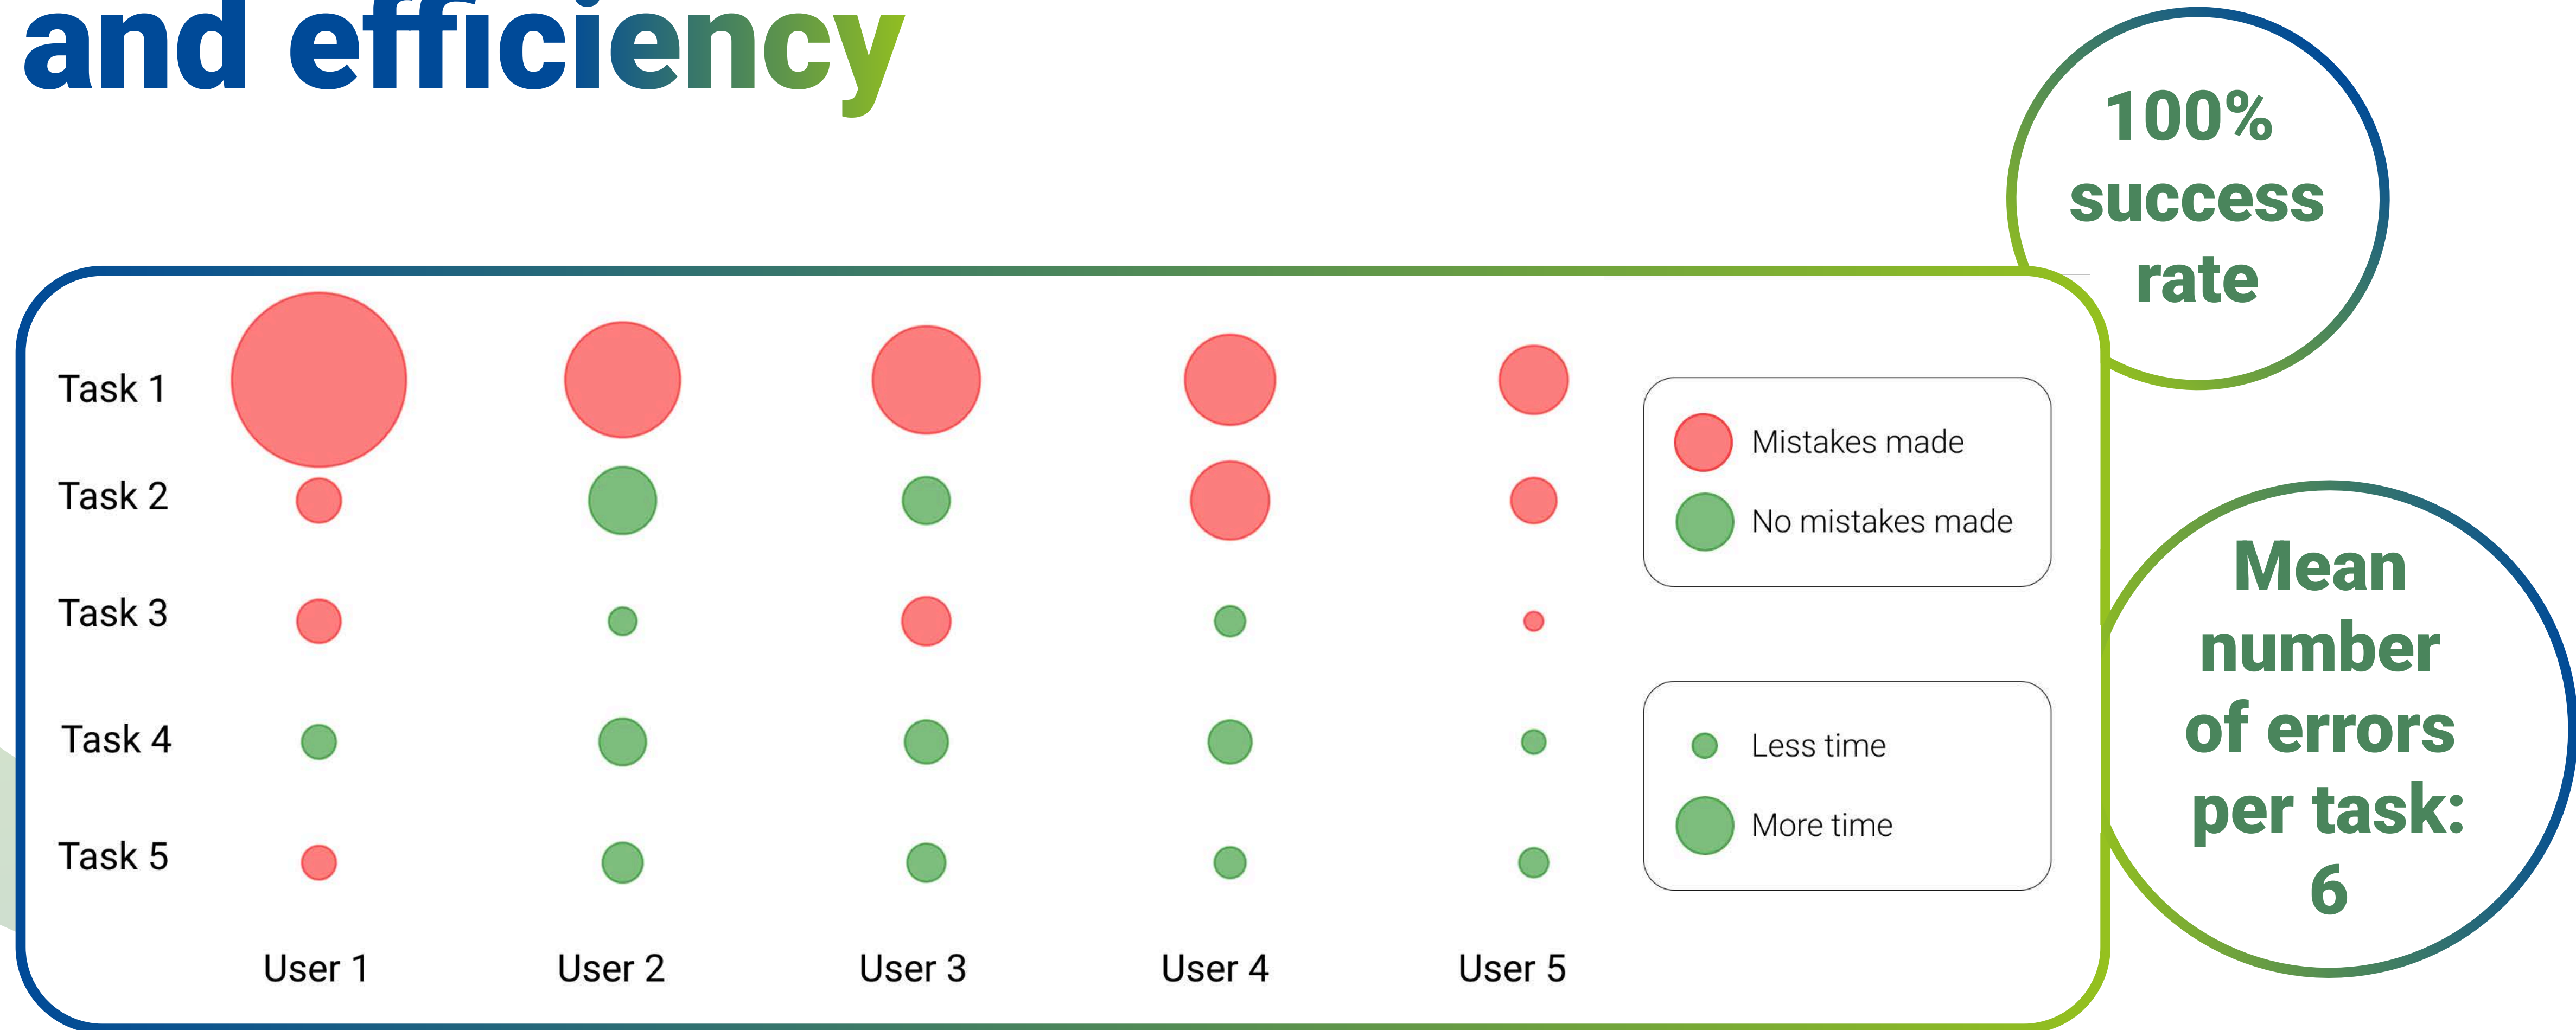 and efficiency
100%
success
rate
Task 1
Task 2
Task 3
Task 4
Task 5
User 1
User 2
User 3
User 4
User 5
Mistakes made
No mistakes made
Less time
More time
Mean
number
of errors
per task:
6